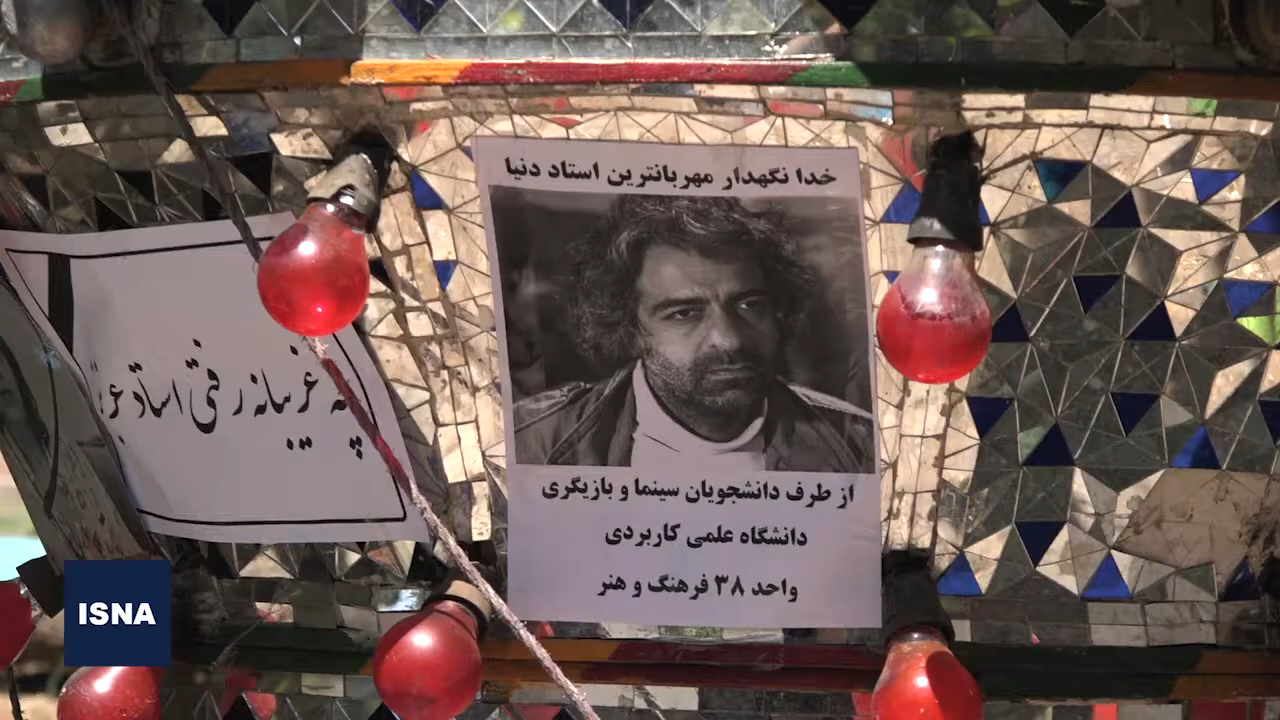 خدا نگهدار مهربانترین استاد دنیا
از طرف دانشجویان سینما و بازیگری
دانشگاه علمی کاربردی
واحد ۳۸ فرهنگ و هنر
چه غریبانه رفتی استاد
ISNA